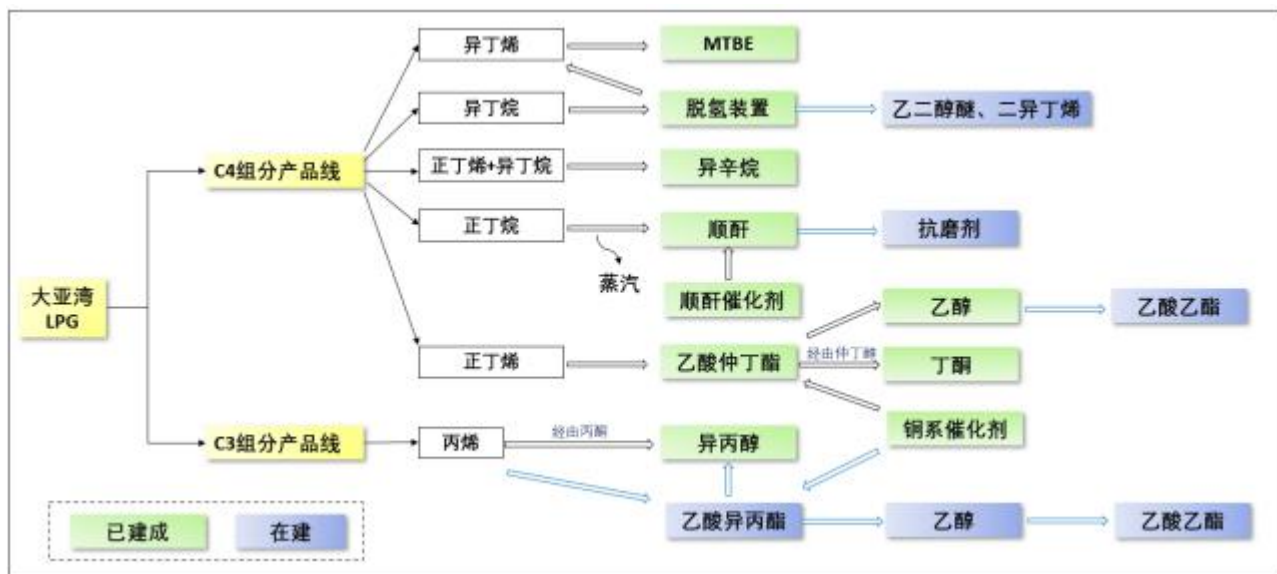 异丁烯
MTBE
异丁烷
脱氢装置
乙二醇醚、二异丁烯
C4组分产品线
正丁烯+异丁烷
异辛烷
正丁烷
顺酐
抗磨剂
蒸汽
大亚湾
LPG
顺酐催化剂
乙醇
乙酸乙酯
正丁烯
乙酸仲丁酯
经由仲丁醇
丁酮
铜系催化剂
C3组分产品线
丙烯
经由丙酮
异丙醇
乙酸异丙酯
乙醇
乙酸乙酯
已建成
在建